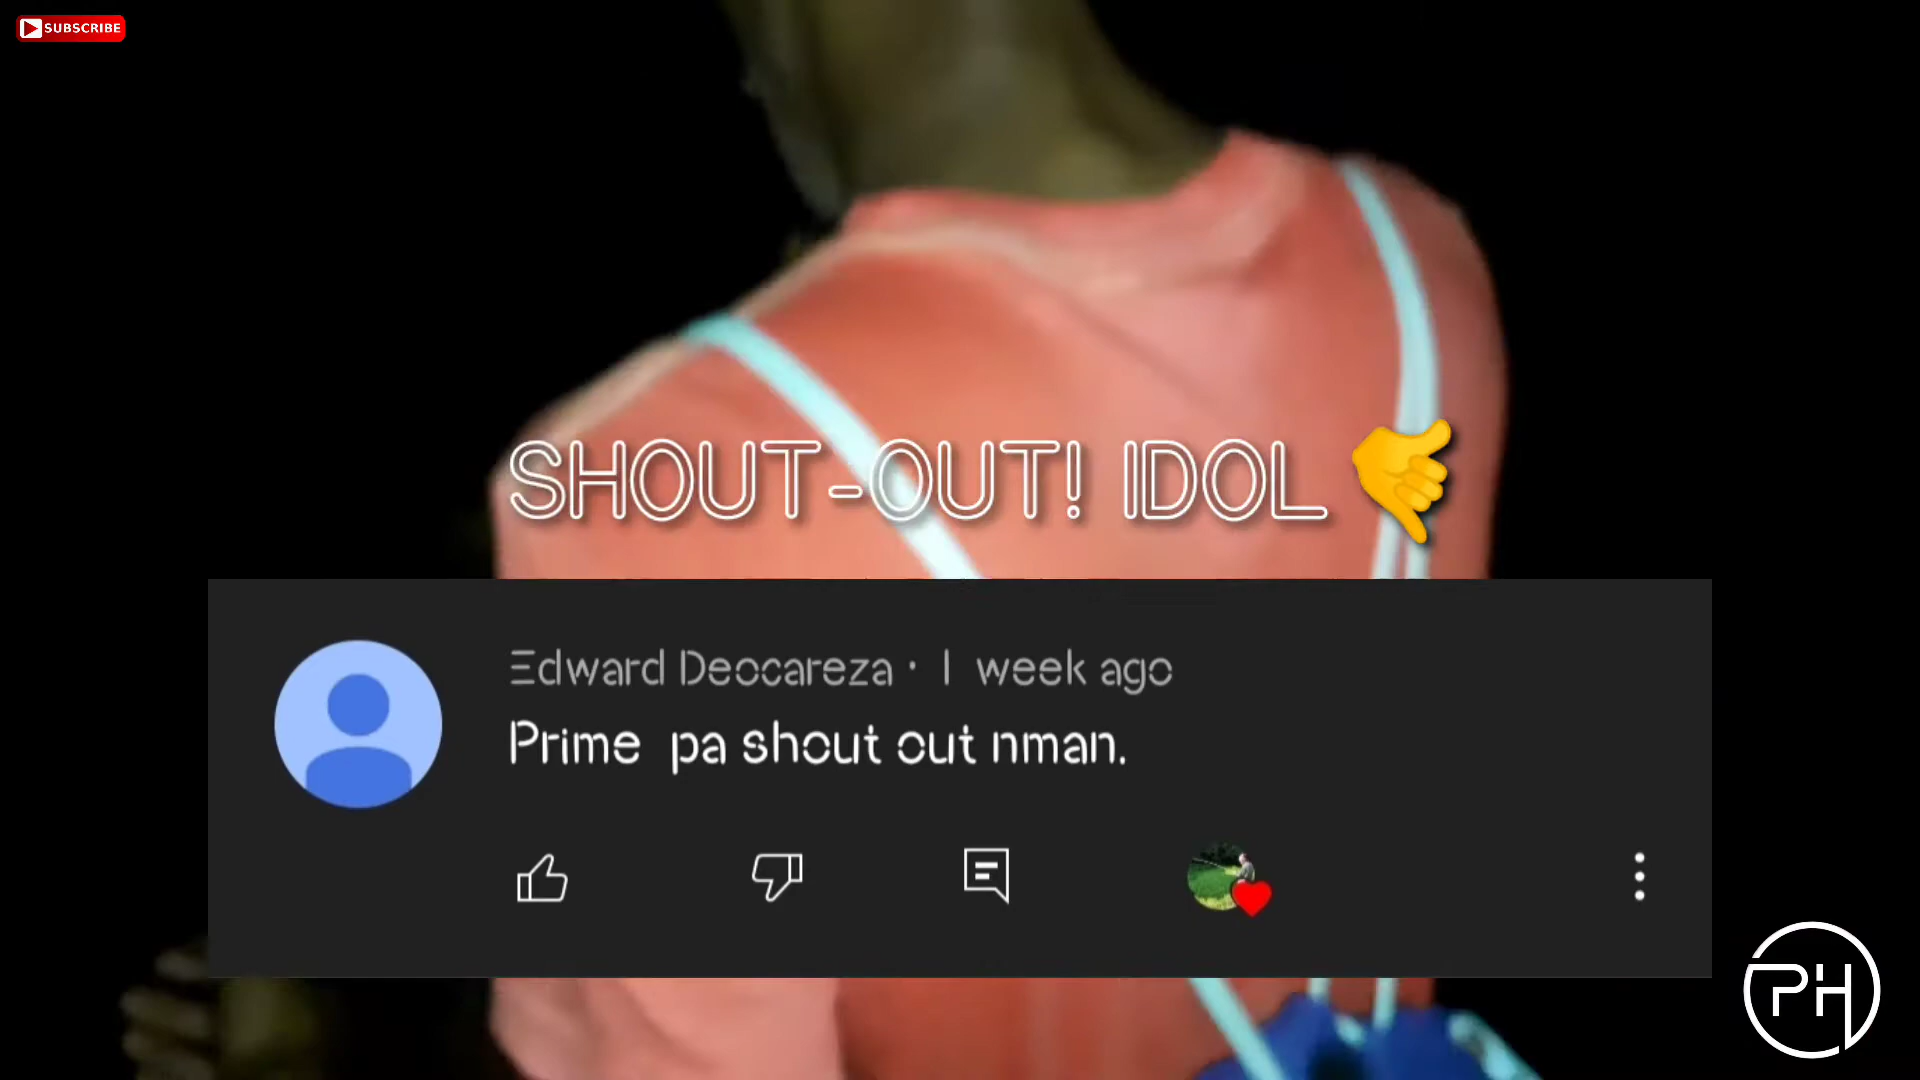 SUBSCRIBE
SHOUT-OUT! IDOL
Edward Deocareza · 1 week ago
Prime pa shout out nman.
PH